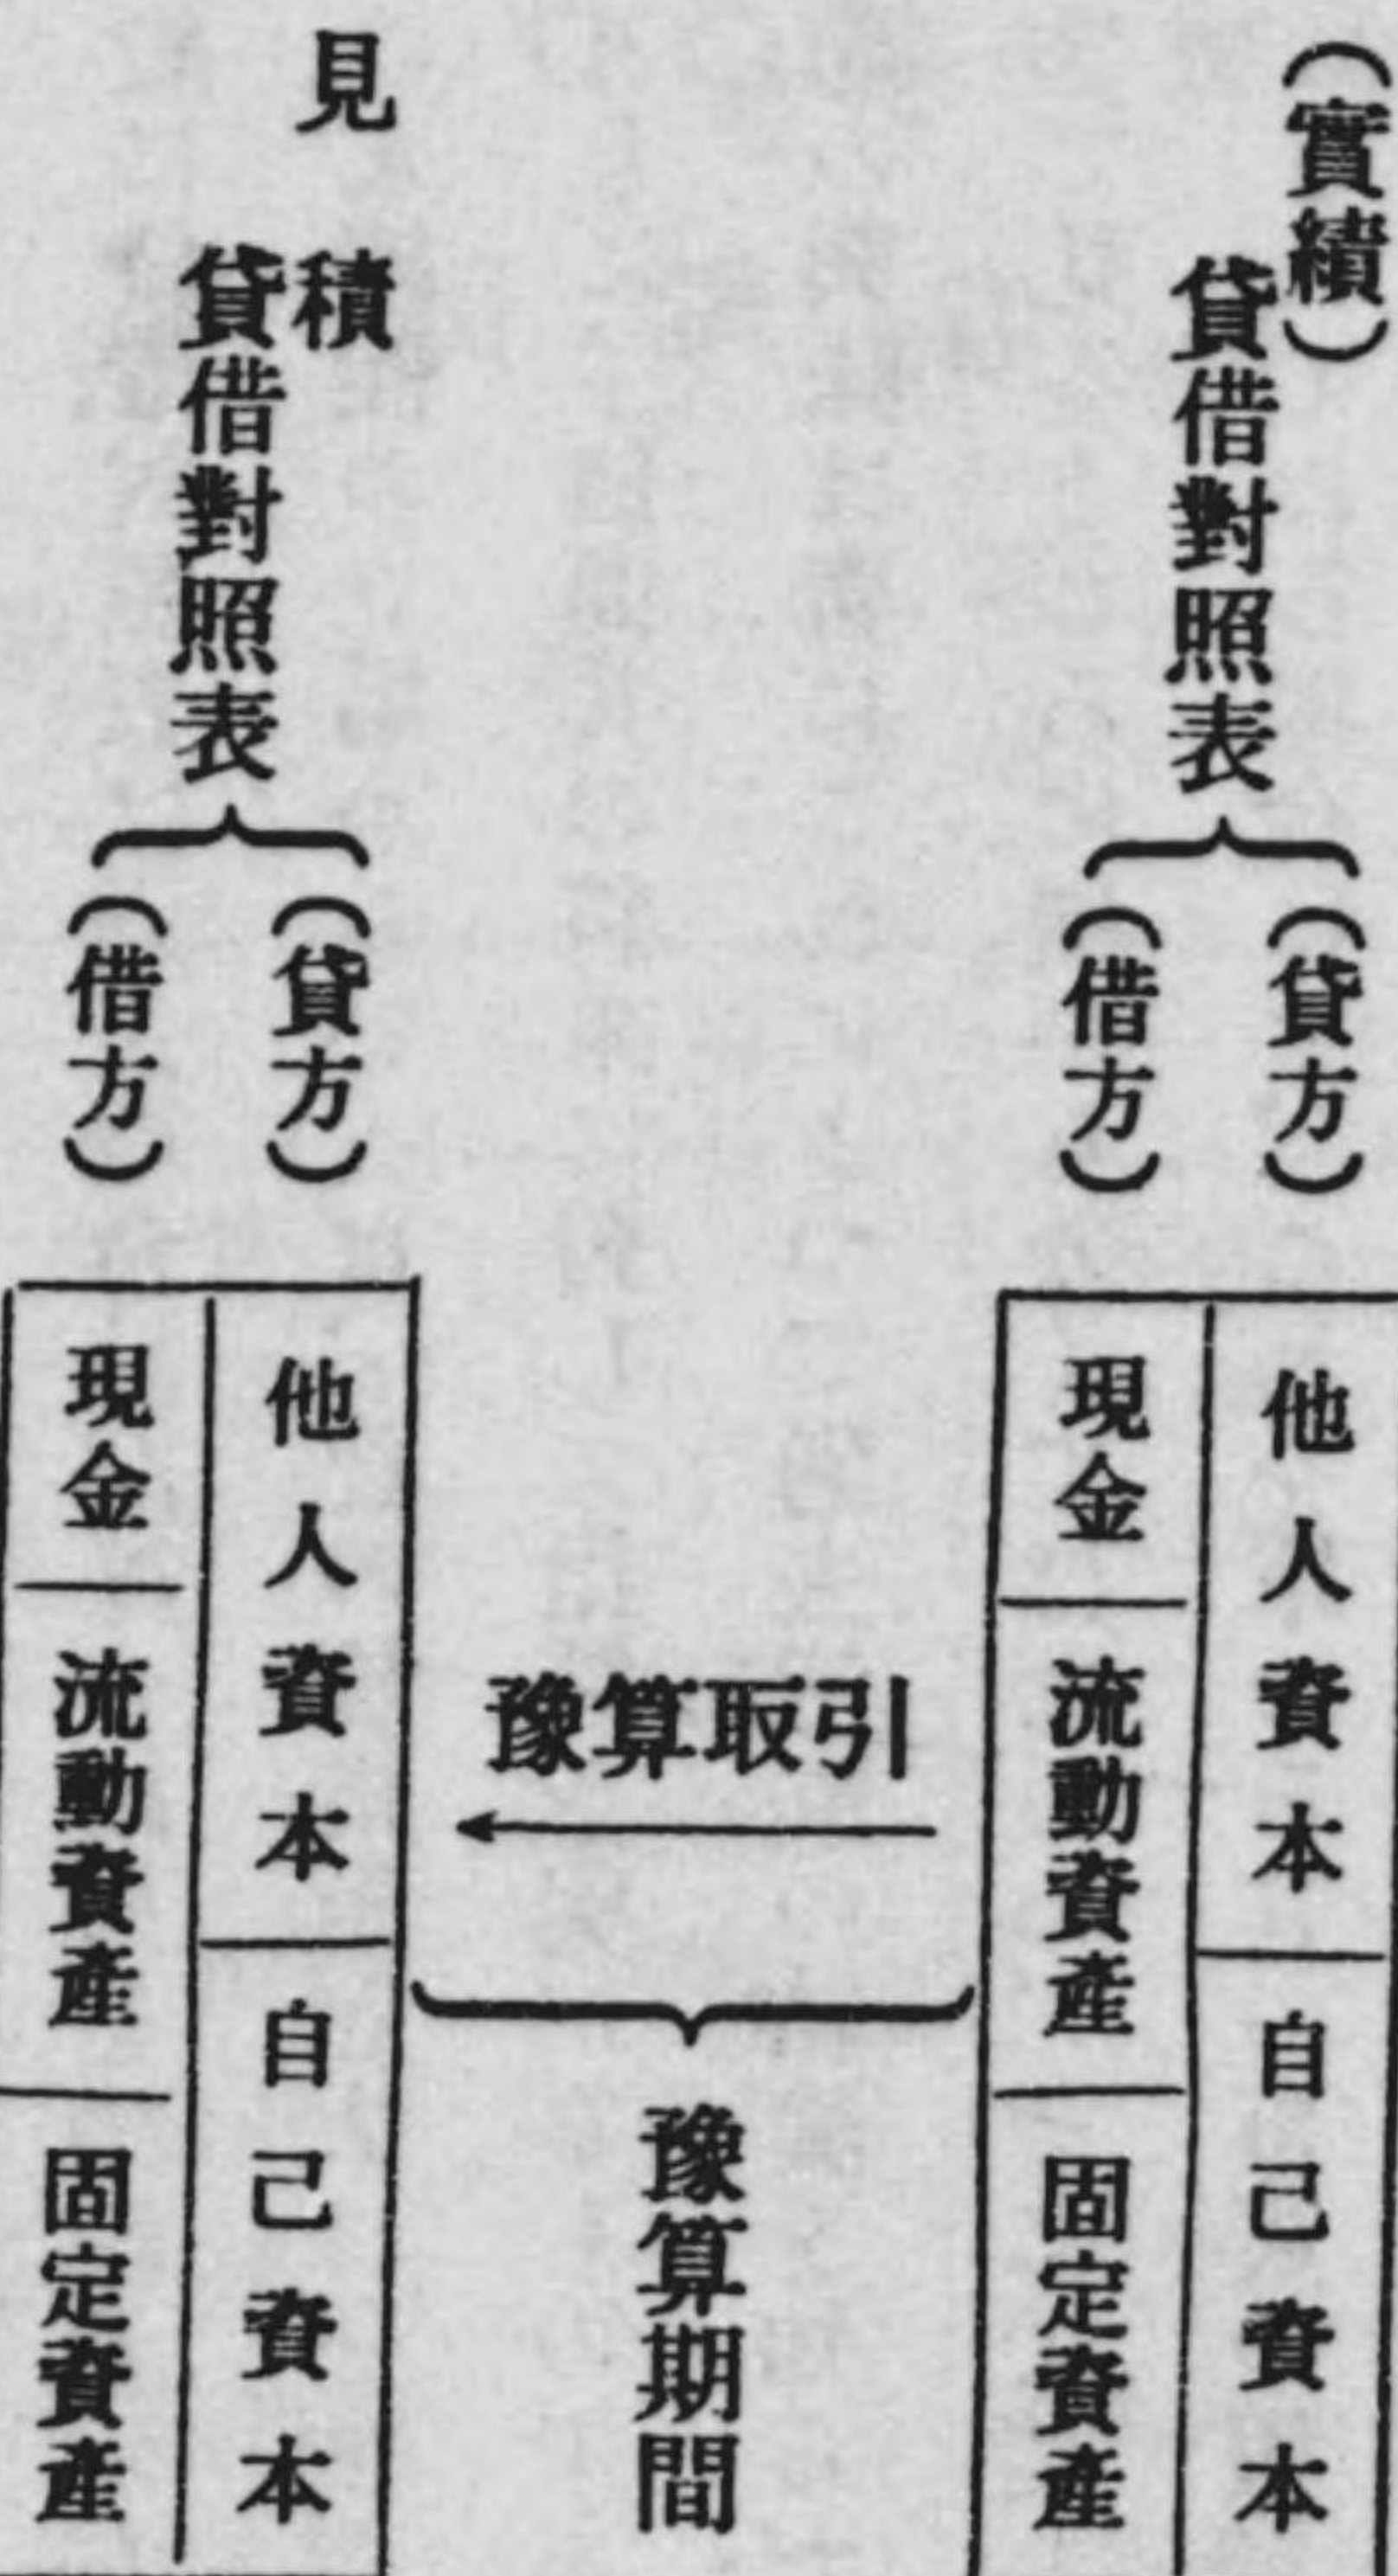 (實績)
貸借對照表
(貸方)
(借方)
他人資本
自己資本
現金
流動資產
固定資產
豫算取引
豫算期間
見積
貸借對照表
(貸方)
(借方)
他人資本
自己資本
現金
流動資產
固定資產